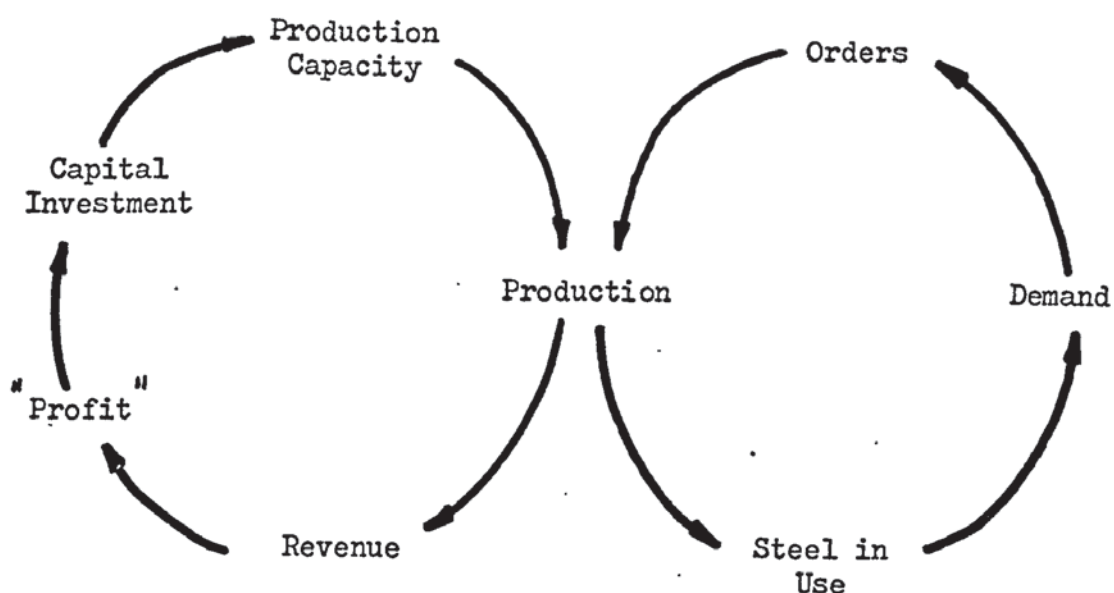 Production
Capacity
Orders
Capital
Investment
Production
Demand
"Profit"
Revenue
Steel in
Use